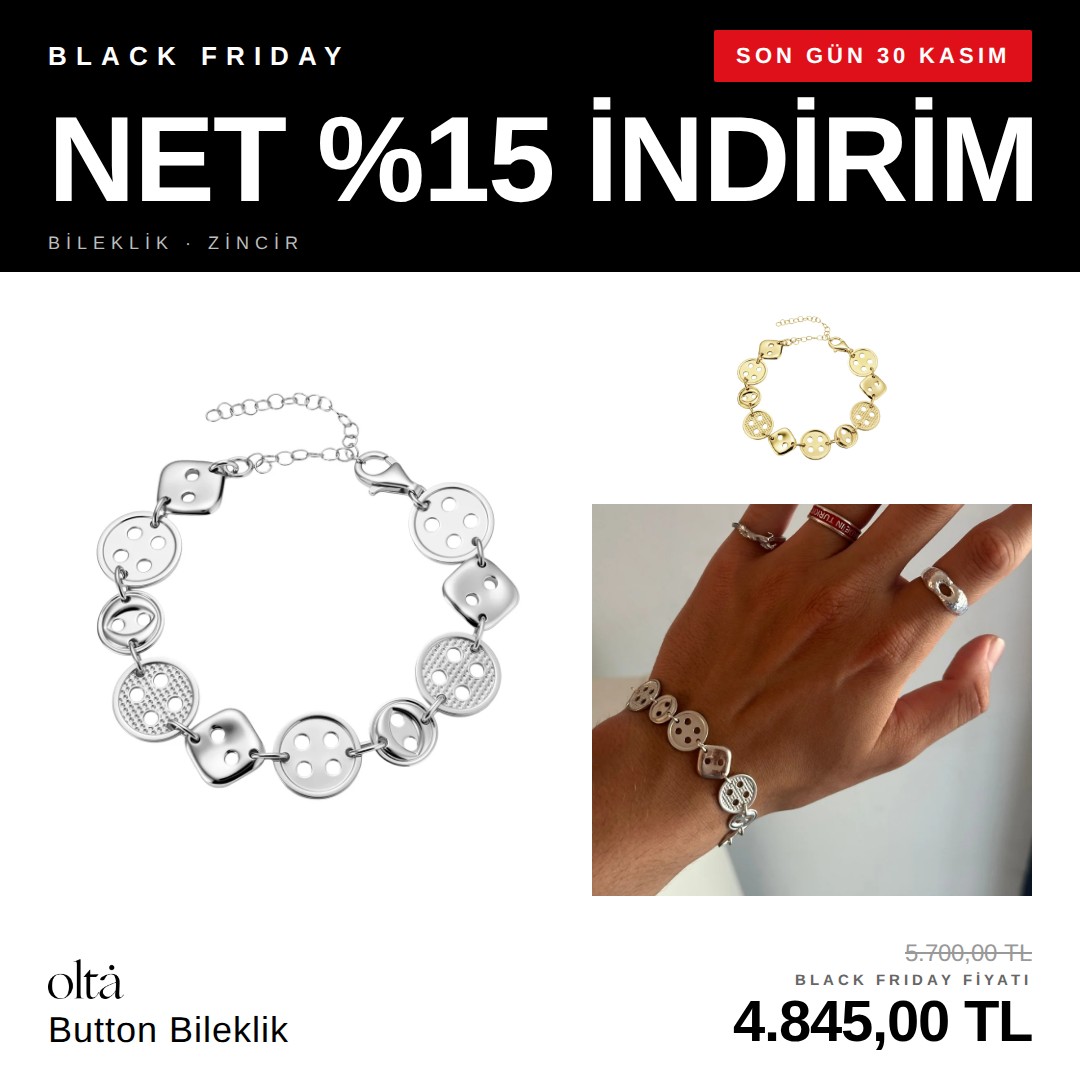 BLACK FRIDAY
SON GÜN 30 KASIM
NET %15 İNDİRİM
BİLEKLİK · ZİNCİR
olta
Button Bileklik
5.700,00 TL
BLACK FRIDAY FİYATI
4.845,00 TL